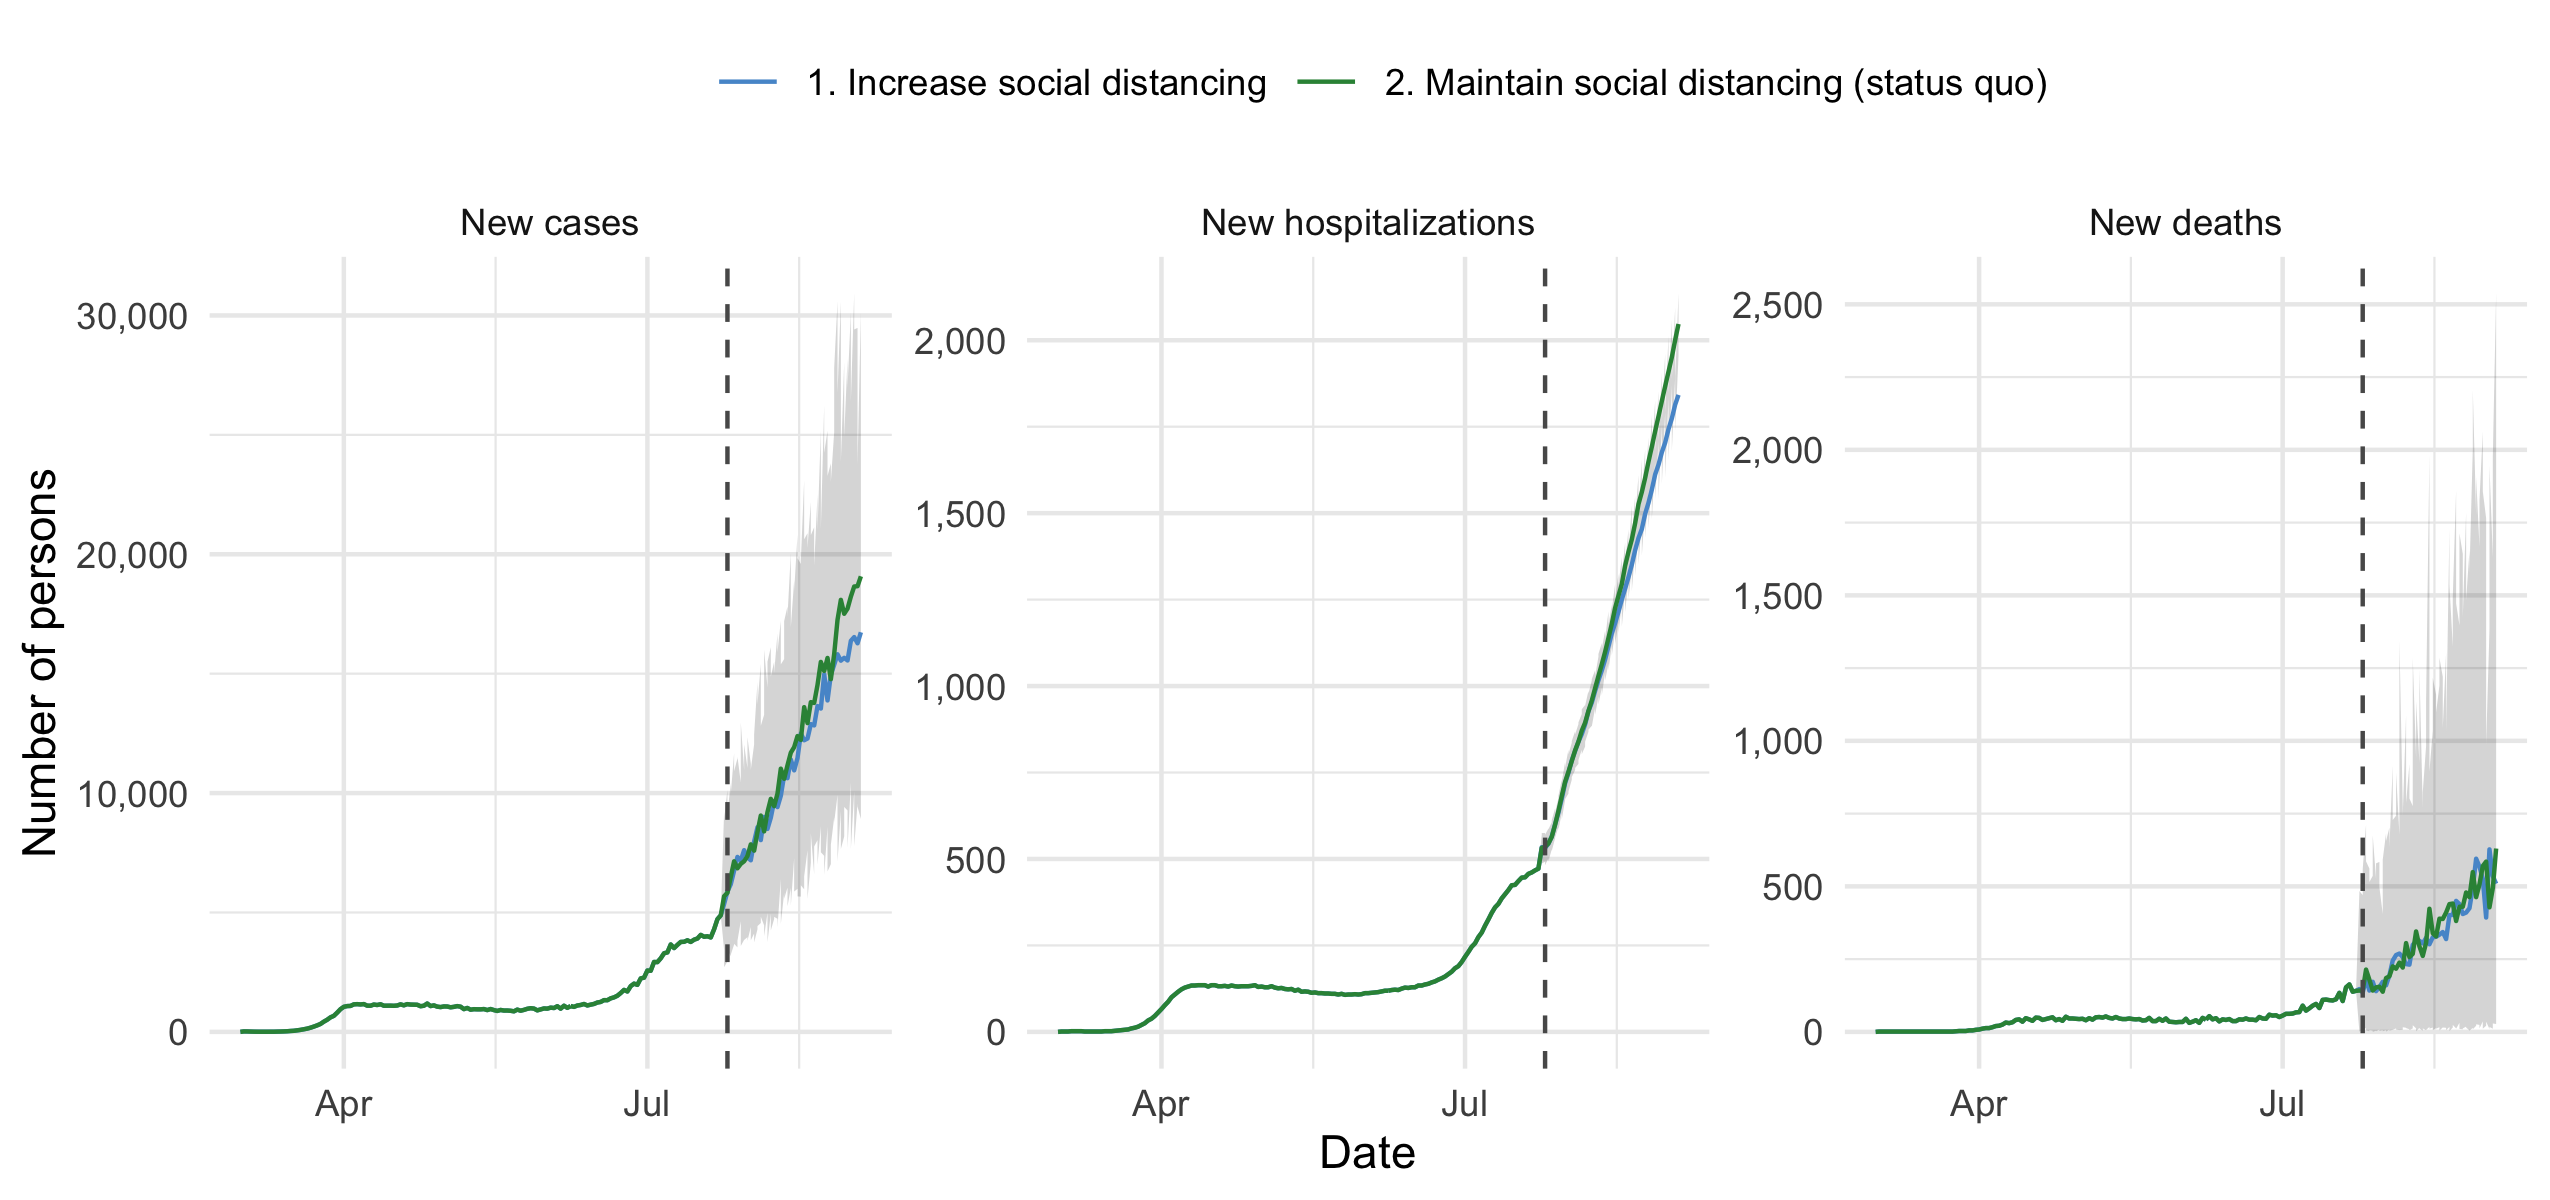 1. Increase social distancing 2. Maintain social distancing (status quo)
New cases New hospitalizations New deaths
Number of persons
30,000
20,000
10,000
0
Apr Jul
2,000
1,500
1,000
500
0
Apr Jul
2,500
2,000
1,500
1,000
500
0
Apr Jul
Date